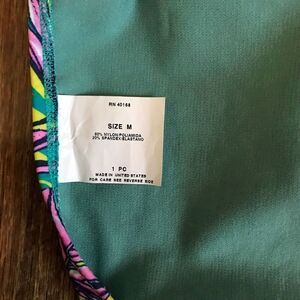 RN 40158
SIZE M
80% NYLON-POLIAMIDA
20% SPANDEX-ELASTANO
1 PC
MADE IN UNITED STATES
FOR CARE SEE REVERSE SIDE